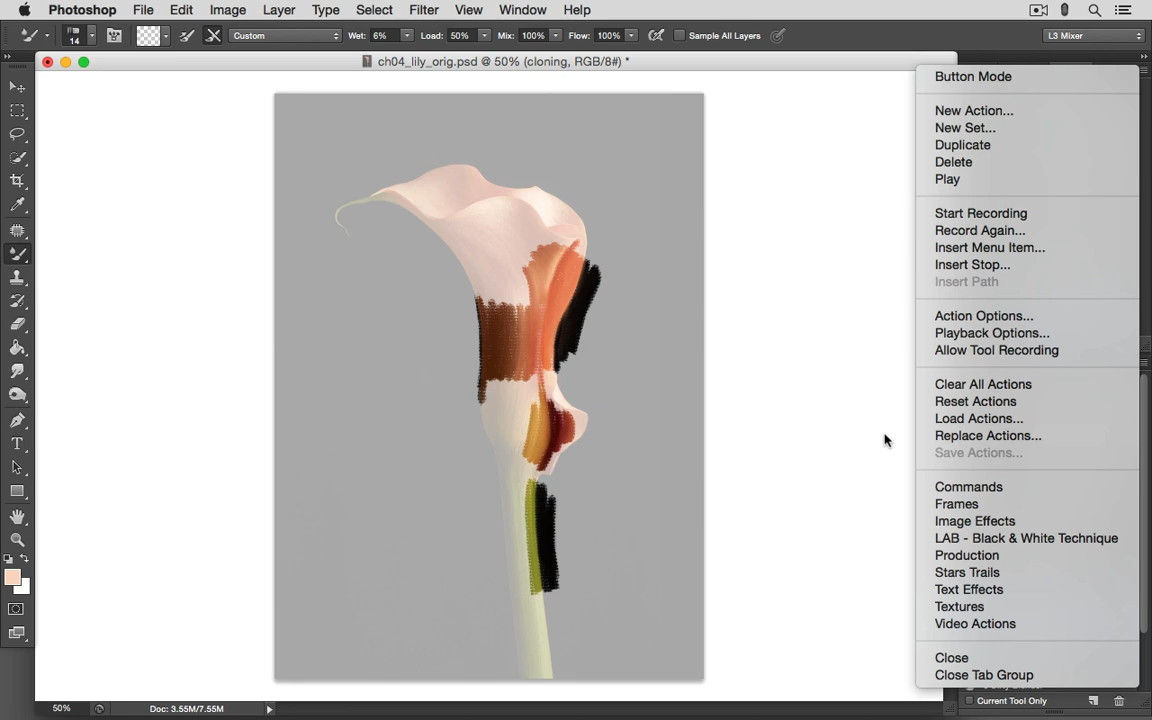 Photoshop File Edit Image Layer Type Select Filter View Window Help
14 Custom Wet: 6% Load: 50% Mix: 100% Flow: 100% Sample All Layers L3 Mixer
ch04_lily_orig.psd @ 50% (cloning, RGB/8#) *
Button Mode
New Action...
New Set...
Duplicate
Delete
Play
Start Recording
Record Again...
Insert Menu Item...
Insert Stop...
Insert Path
Action Options...
Playback Options...
Allow Tool Recording
Clear All Actions
Reset Actions
Load Actions...
Replace Actions...
Save Actions...
Commands
Frames
Image Effects
LAB - Black & White Technique
Production
Stars Trails
Text Effects
Textures
Video Actions
Close
Close Tab Group
Current Tool Only
50% Doc: 3.55M/7.55M